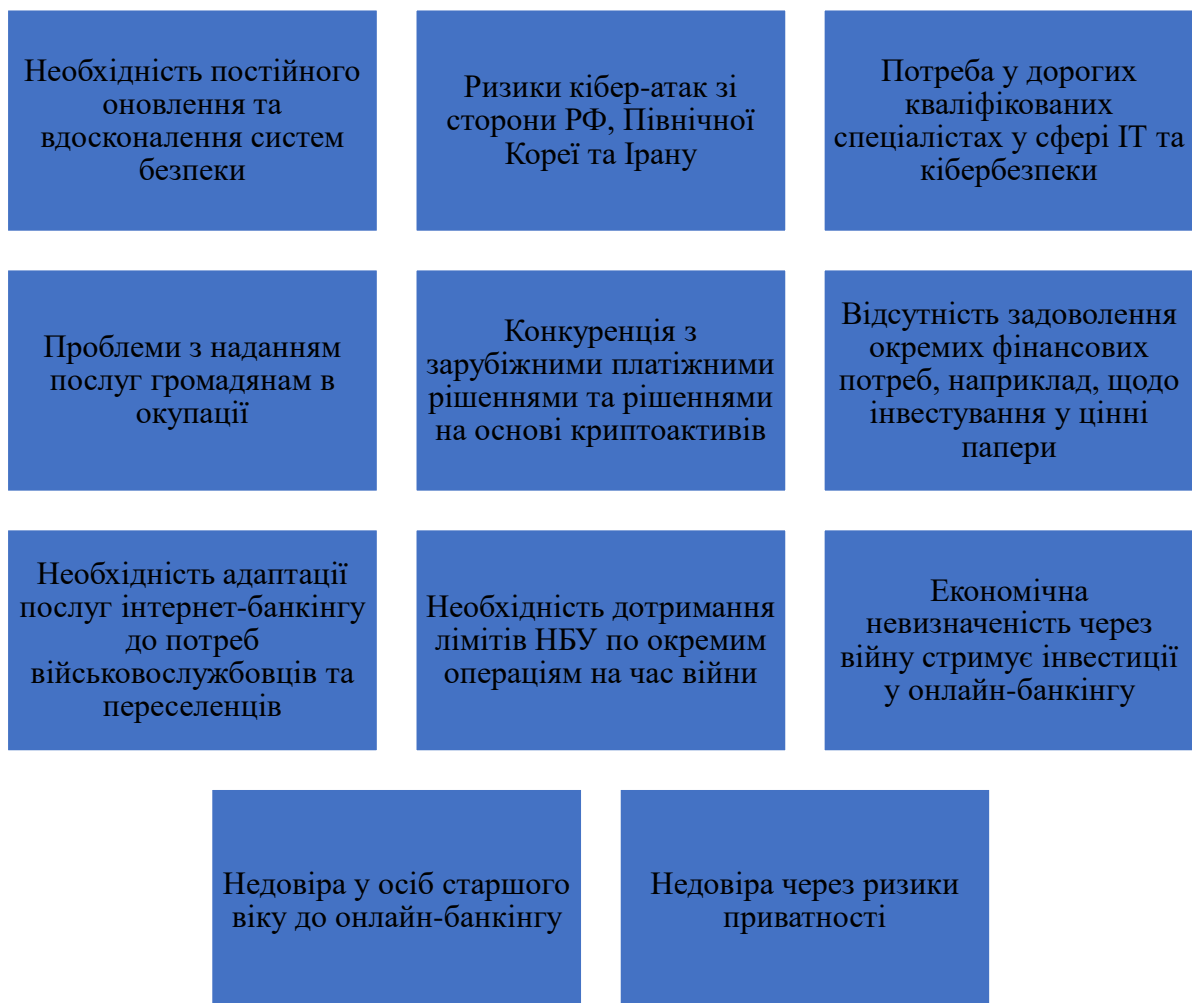 Необхідність постійного
оновлення та
вдосконалення систем
безпеки
Ризики кібер-атак зі
сторони РФ, Північної
Кореї та Ірану
Потреба у дорогих
кваліфікованих
спеціалістах у сфері ІТ та
кібербезпеки
Проблеми з наданням
послуг громадянам в
окупації
Конкуренція з
зарубіжними платіжними
рішеннями та рішеннями
на основі криптоактивів
Відсутність задоволення
окремих фінансових
потреб, наприклад, щодо
інвестування у цінні
папери
Необхідність адаптації
послуг інтернет-банкінгу
до потреб
військовослужбовців та
переселенців
Необхідність дотримання
лімітів НБУ по окремим
операціям на час війни
Економічна
невизначеність через
війну стримує інвестиції
у онлайн-банкінгу
Недовіра у осіб старшого
віку до онлайн-банкінгу
Недовіра через ризики
приватності